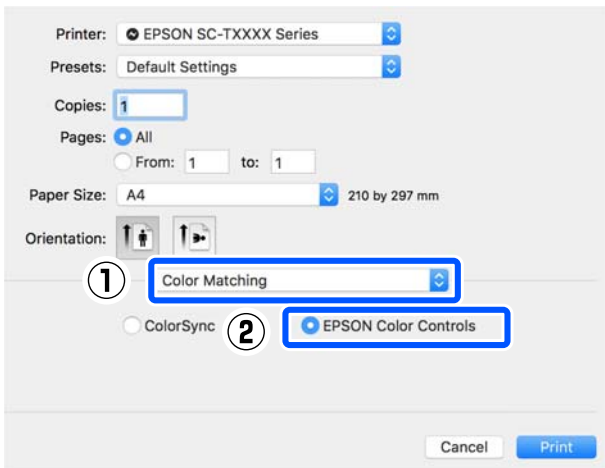 Printer: EPSON SC-TXXXX Series
Presets: Default Settings
Copies: 1
Pages: All
From: 1 to: 1
Paper Size: A4 210 by 297 mm
Orientation:
① Color Matching
ColorSync ② EPSON Color Controls
Cancel Print